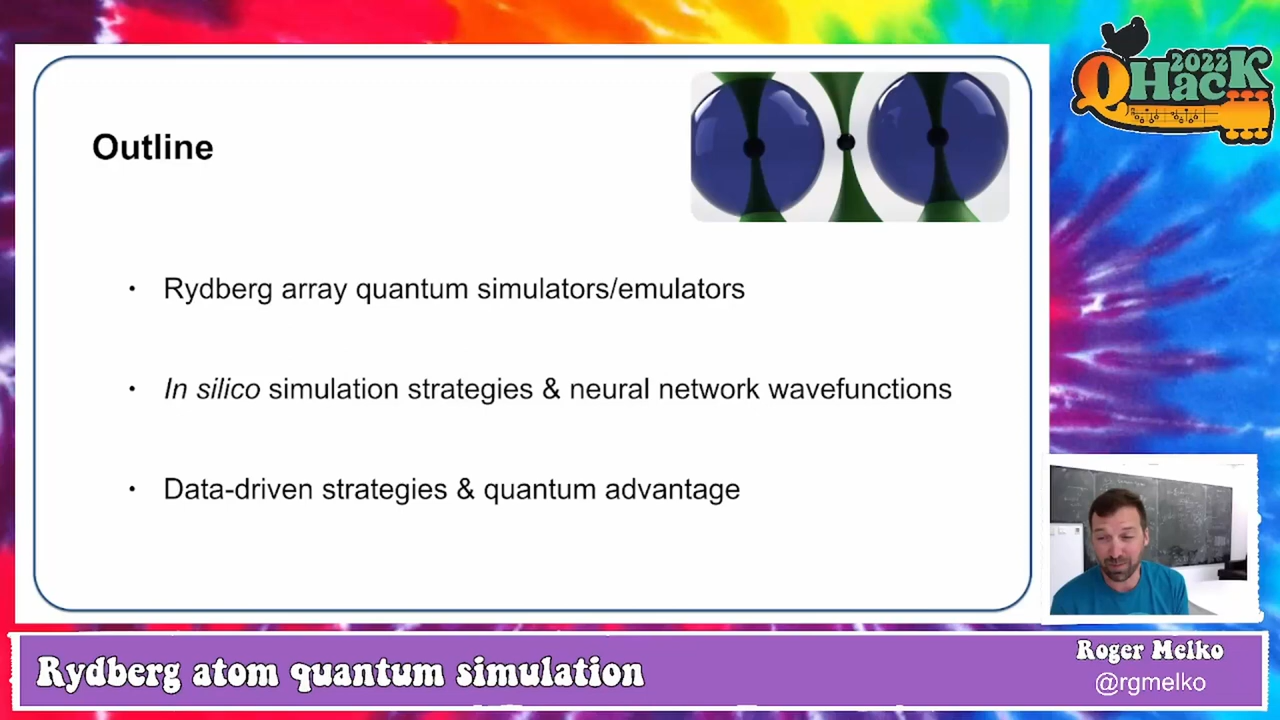 2022
QHack
Outline
· Rydberg array quantum simulators/emulators
· In silico simulation strategies & neural network wavefunctions
· Data-driven strategies & quantum advantage
Rydberg atom quantum simulation
Roger Melko
@rgmelko